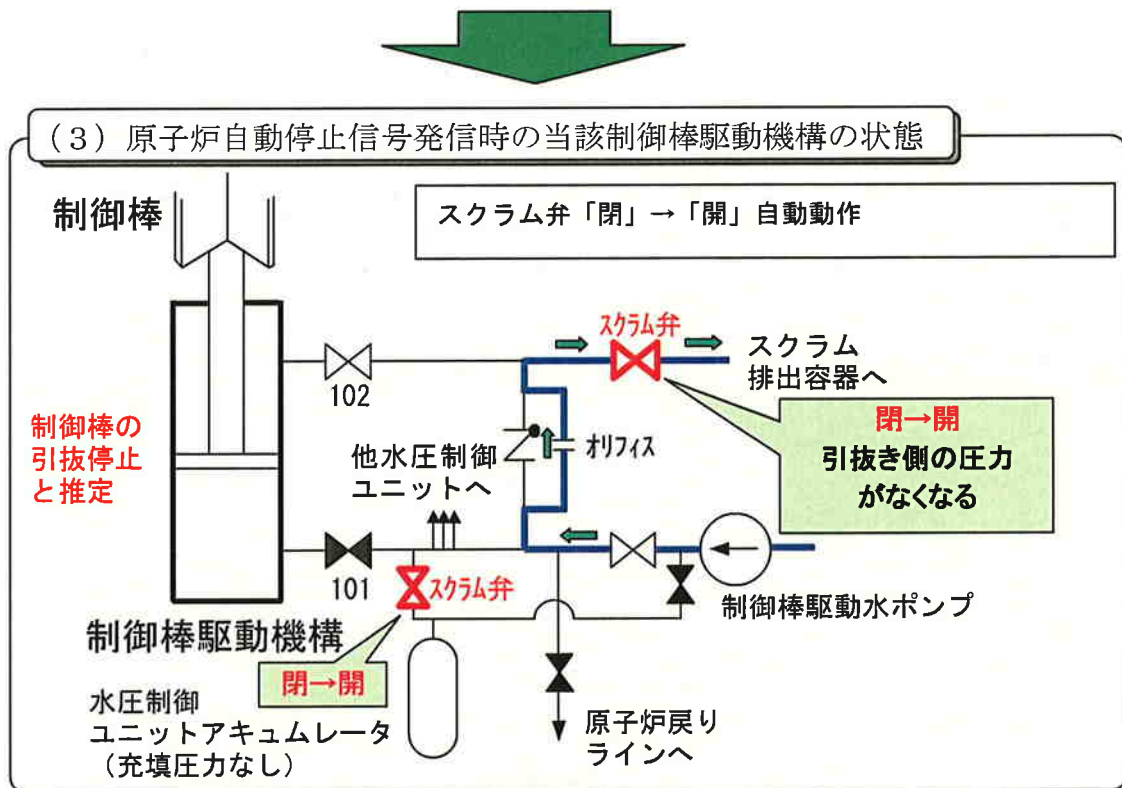 （３）原子炉自動停止信号発信時の当該制御棒駆動機構の状態
制御棒
スクラム弁「閉」→「開」自動動作
スクラム弁
スクラム
排出容器へ
102
閉→開
引抜き側の圧力
がなくなる
制御棒の
引抜停止
と推定
他水圧制御
ユニットへ
オリフィス
101
スクラム弁
制御棒駆動水ポンプ
制御棒駆動機構
閉→開
水圧制御
ユニットアキュムレータ
（充填圧力なし）
原子炉戻り
ラインへ